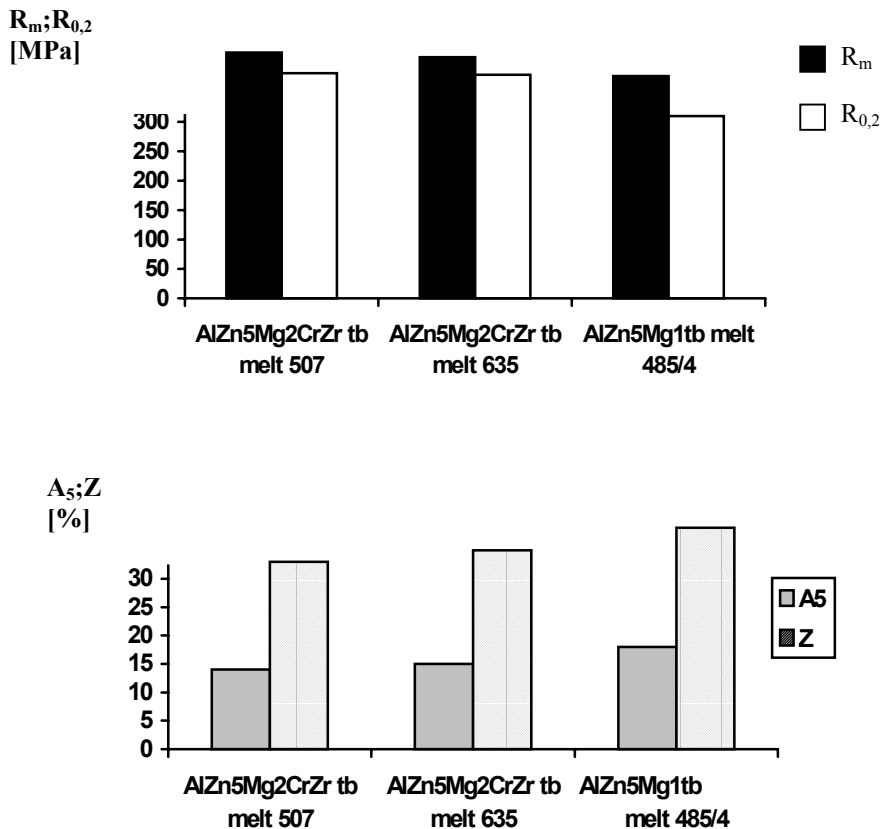 Rm;R0,2
[MPa]
Rm
R0,2
300
250
200
150
100
50
0
AlZn5Mg2CrZr tb
melt 507
AlZn5Mg2CrZr tb
melt 635
AlZn5Mg1tb melt
485/4
A5;Z
[%]
30
25
20
15
10
5
0
A5
Z
AlZn5Mg2CrZr tb
melt 507
AlZn5Mg2CrZr tb
melt 635
AlZn5Mg1tb
melt 485/4